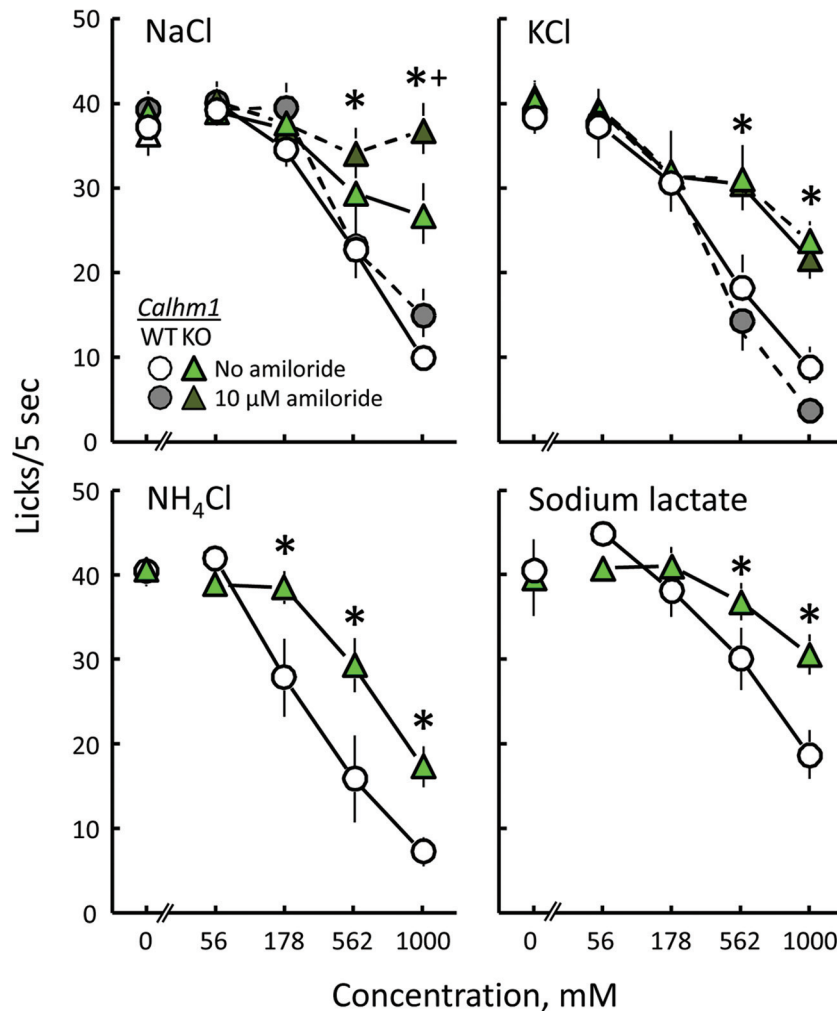 NaCl
50
40
30
20
10
0
* *+
Calhm1
WT KO
No amiloride
10 µM amiloride
KCl
*
*
Licks/5 sec
NH₄Cl
50
40
30
20
10
0
*
*
*
0 56 178 562 1000
Sodium lactate
*
*
0 56 178 562 1000
Concentration, mM